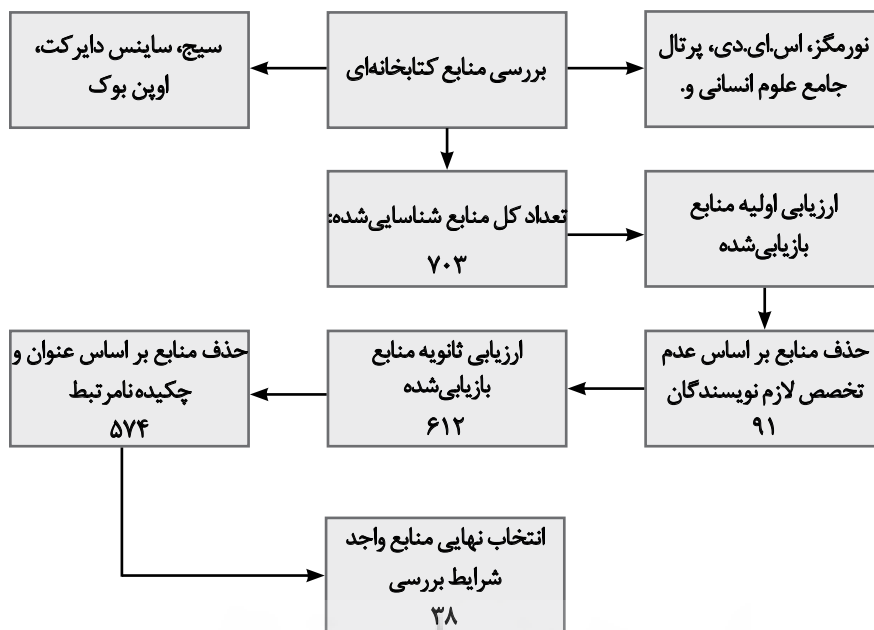 نورمگز، اس.ای.دی، پرتال
جامع علوم انسانی و.
بررسی منابع کتابخانه‌ای
سیج، ساینس دایرکت،
اوپن بوک
تعداد کل منابع شناسایی‌شده:
۷۰۳
ارزیابی اولیه منابع
بازیابی‌شده
حذف منابع بر اساس عدم
تخصص لازم نویسندگان
۹۱
ارزیابی ثانویه منابع
بازیابی‌شده
۶۱۲
حذف منابع بر اساس عنوان و
چکیده نامرتبط
۵۷۴
انتخاب نهایی منابع واجد
شرایط بررسی
۳۸